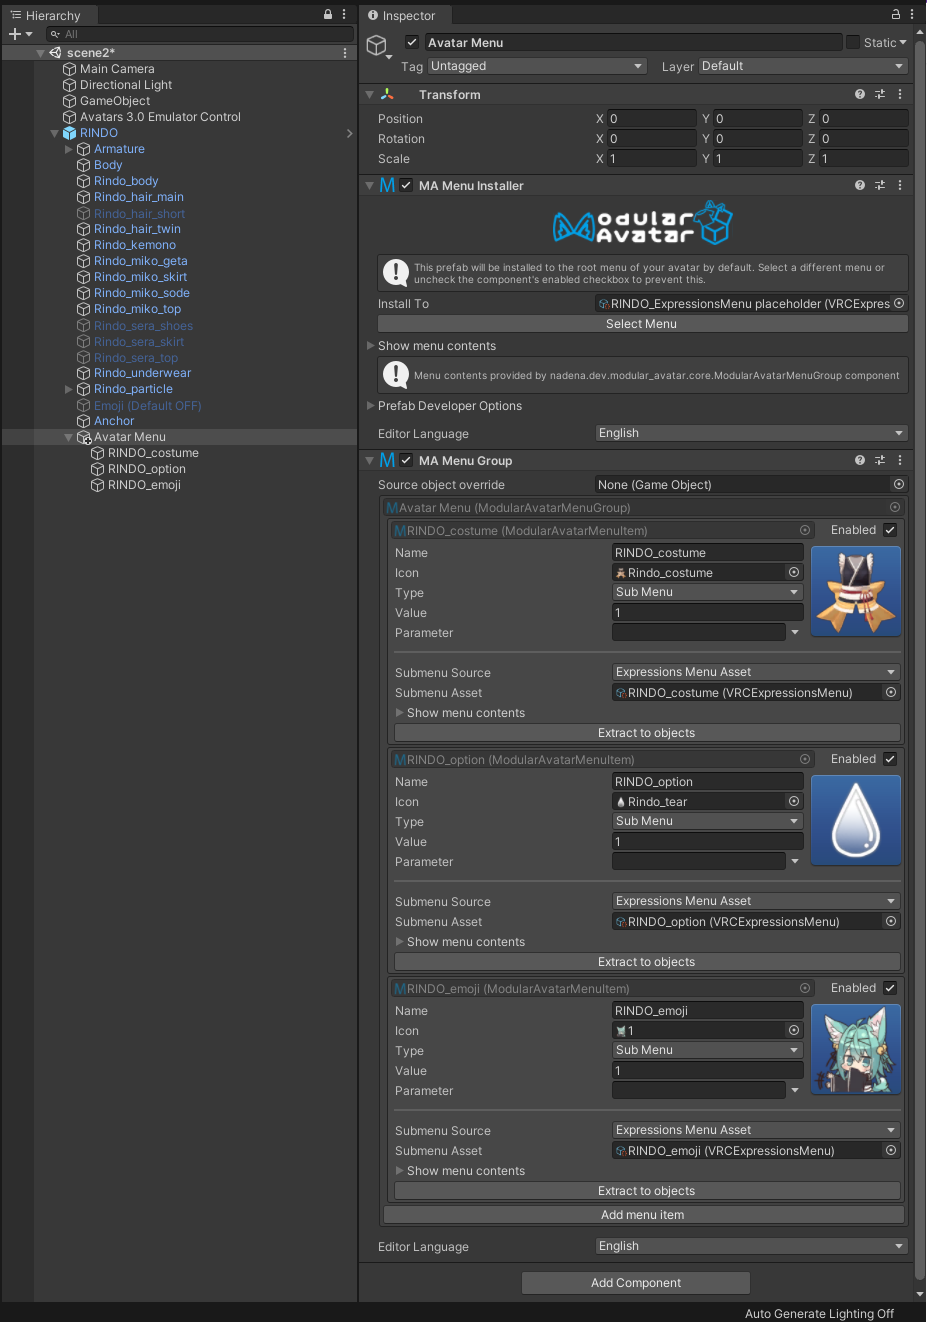 Hierarchy
All
scene2*
Main Camera
Directional Light
GameObject
Avatars 3.0 Emulator Control
RINDO
Armature
Body
Rindo_body
Rindo_hair_main
Rindo_hair_short
Rindo_hair_twin
Rindo_kemono
Rindo_miko_geta
Rindo_miko_skirt
Rindo_miko_sode
Rindo_miko_top
Rindo_sera_shoes
Rindo_sera_skirt
Rindo_sera_top
Rindo_underwear
Rindo_particle
Emoji (Default OFF)
Anchor
Avatar Menu
RINDO_costume
RINDO_option
RINDO_emoji
Inspector
Avatar Menu Static
Tag Untagged Layer Default
Transform
Position X 0 Y 0 Z 0
Rotation X 0 Y 0 Z 0
Scale X 1 Y 1 Z 1
MA Menu Installer
Modular
Avatar
This prefab will be installed to the root menu of your avatar by default. Select a different menu or
uncheck the component's enabled checkbox to prevent this.
Install To RINDO_ExpressionsMenu placeholder (VRCExpres
Select Menu
Show menu contents
Menu contents provided by nadena.dev.modular_avatar.core.ModularAvatarMenuGroup component
Prefab Developer Options
Editor Language English
MA Menu Group
Source object override None (Game Object)
Avatar Menu (ModularAvatarMenuGroup)
RINDO_costume (ModularAvatarMenuItem) Enabled
Name RINDO_costume
Icon Rindo_costume
Type Sub Menu
Value 1
Parameter
Submenu Source Expressions Menu Asset
Submenu Asset RINDO_costume (VRCExpressionsMenu)
Show menu contents
Extract to objects
RINDO_option (ModularAvatarMenuItem) Enabled
Name RINDO_option
Icon Rindo_tear
Type Sub Menu
Value 1
Parameter
Submenu Source Expressions Menu Asset
Submenu Asset RINDO_option (VRCExpressionsMenu)
Show menu contents
Extract to objects
RINDO_emoji (ModularAvatarMenuItem) Enabled
Name RINDO_emoji
Icon 1
Type Sub Menu
Value 1
Parameter
Submenu Source Expressions Menu Asset
Submenu Asset RINDO_emoji (VRCExpressionsMenu)
Show menu contents
Extract to objects
Add menu item
Editor Language English
Add Component
Auto Generate Lighting Off